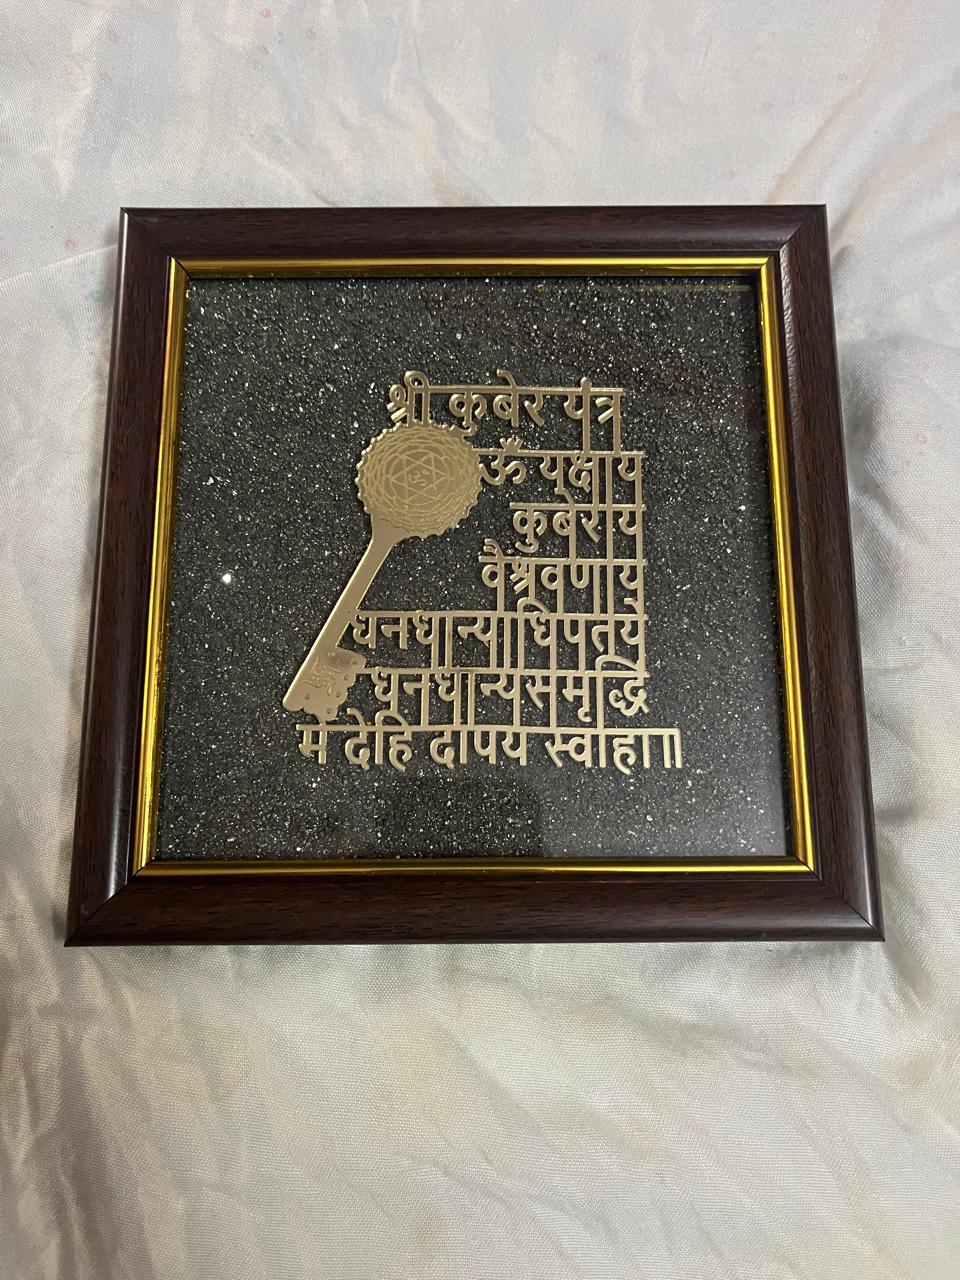 श्री कुबेर यंत्र
ॐ यक्षाय
कुबेराय
वैश्रवणाय
धनधान्याधिपतये
धनधान्यसमृद्धि
मे देहि दापय स्वाहा॥